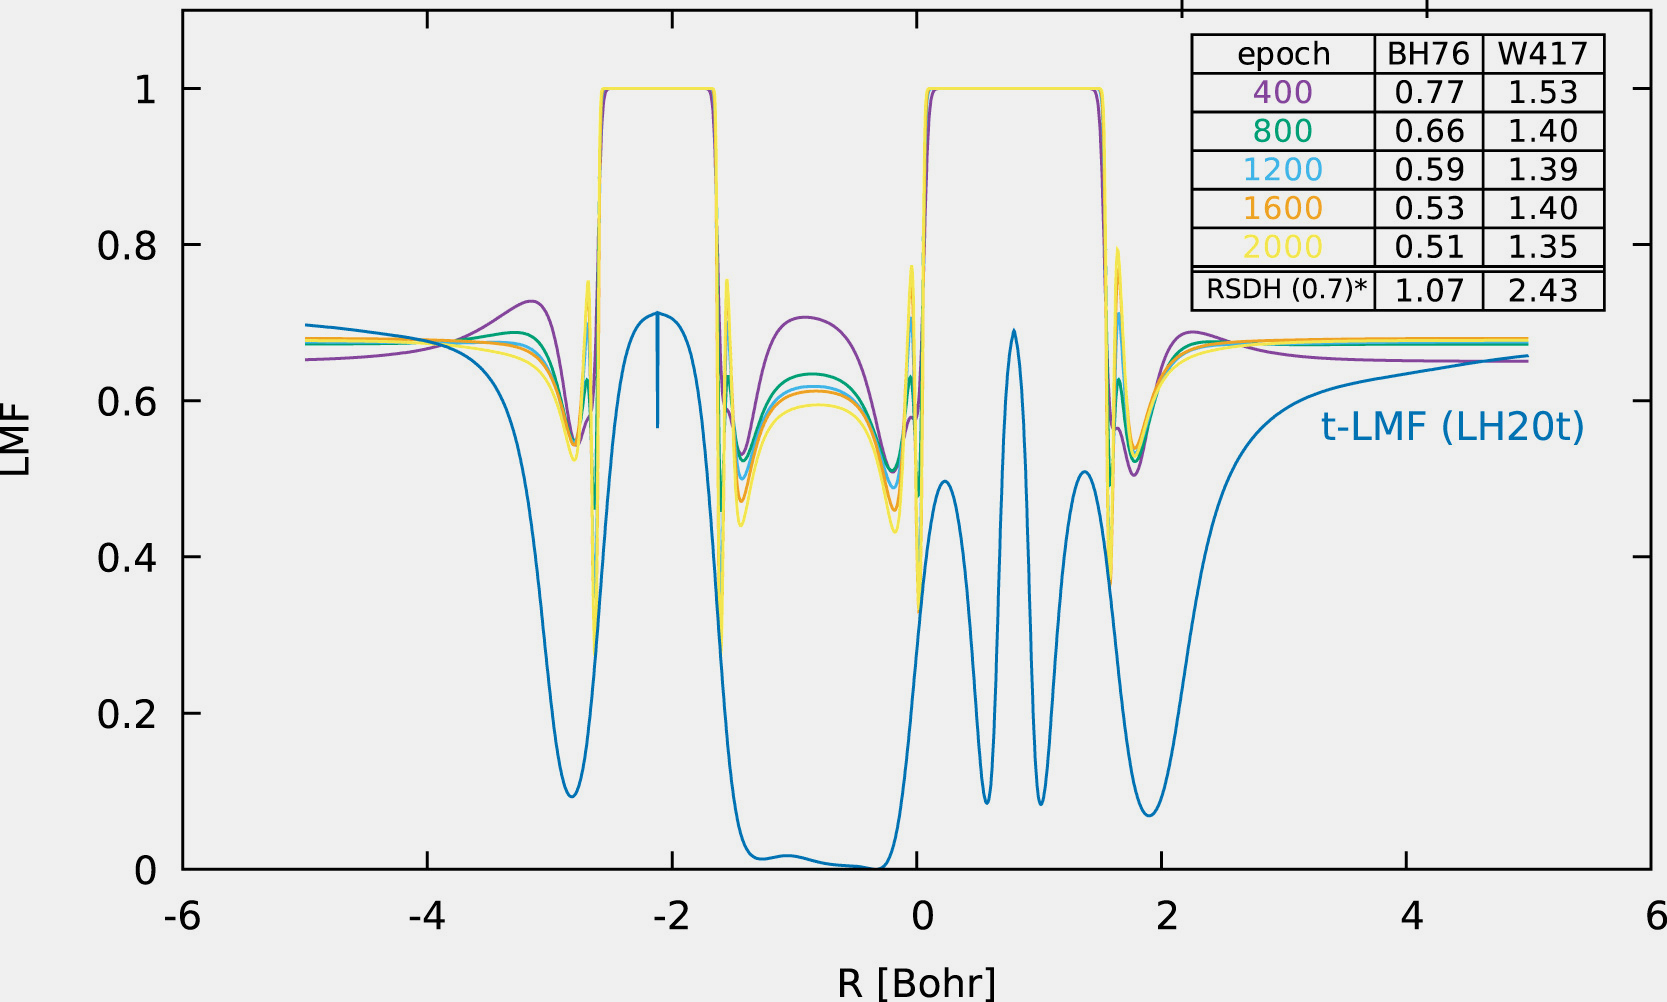 epoch BH76 W417
400 0.77 1.53
800 0.66 1.40
1200 0.59 1.39
1600 0.53 1.40
2000 0.51 1.35
RSDH (0.7)* 1.07 2.43
t-LMF (LH20t)
LMF
1
0.8
0.6
0.4
0.2
0
-6 -4 -2 0 2 4 6
R [Bohr]